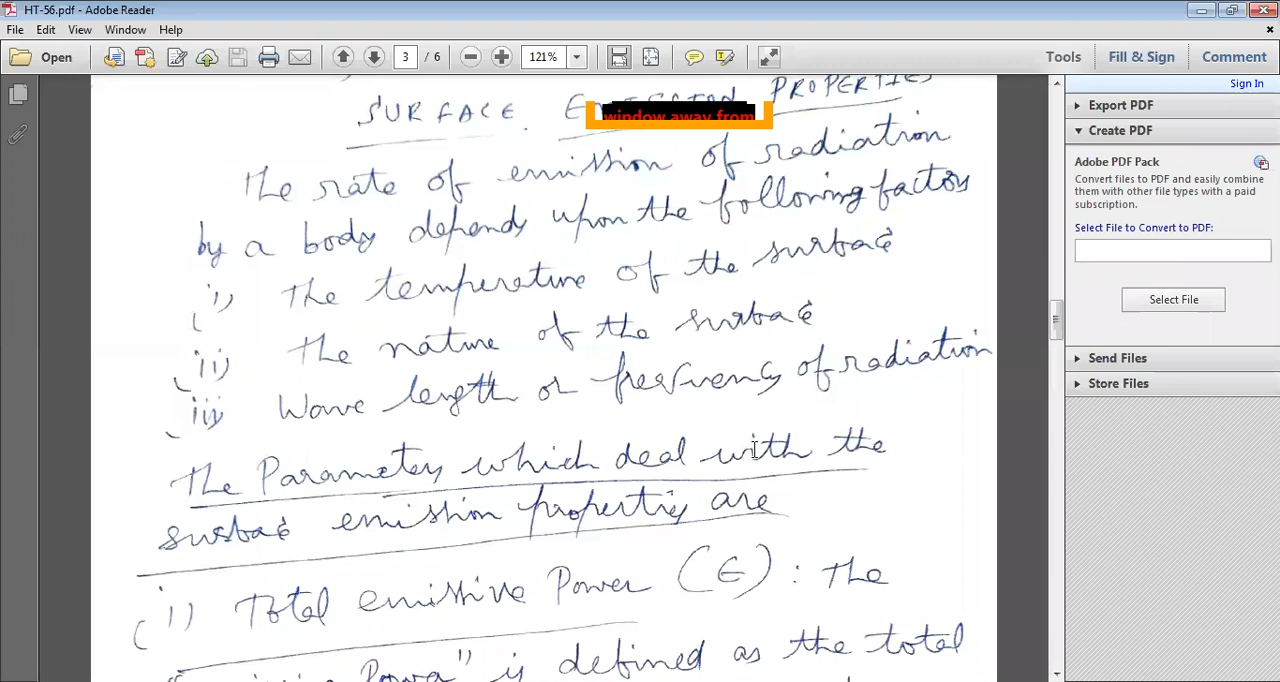 HT-56.pdf - Adobe Reader
File Edit View Window Help
Open 3 / 6 121% Tools Fill & Sign Comment
Sign In
Export PDF
Create PDF
Adobe PDF Pack
Convert files to PDF and easily combine
them with other file types with a paid
subscription.
Select File to Convert to PDF:
Select File
Send Files
Store Files
SURFACE PROPERTIES
window away from
The rate of emission of radiation
by a body depends upon the following factors
(i) The temperature of the surface
(ii) The nature of the surface
(iii) Wave length or frequency of radiation
The Parameters which deal with the
surface emission properties are
(i) Total emissive Power (E): The
Power" is defined as the total